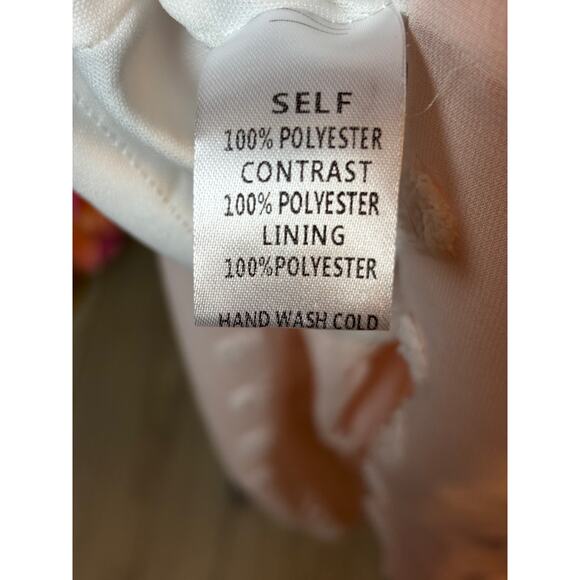 SELF
100% POLYESTER
CONTRAST
100% POLYESTER
LINING
100%POLYESTER
HAND WASH COLD